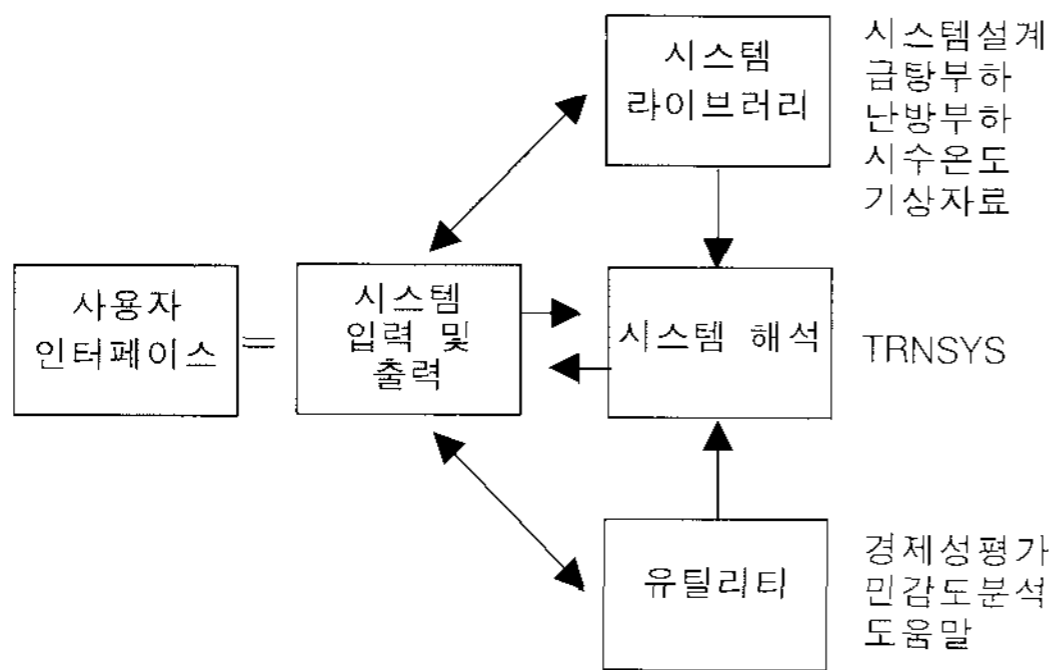 시스템
라이브러리
시스템설계
급탕부하
난방부하
시수온도
기상자료
사용자
인터페이스
=
시스템
입력 및
출력
시스템 해석
TRNSYS
유틸리티
경제성평가
민감도분석
도움말